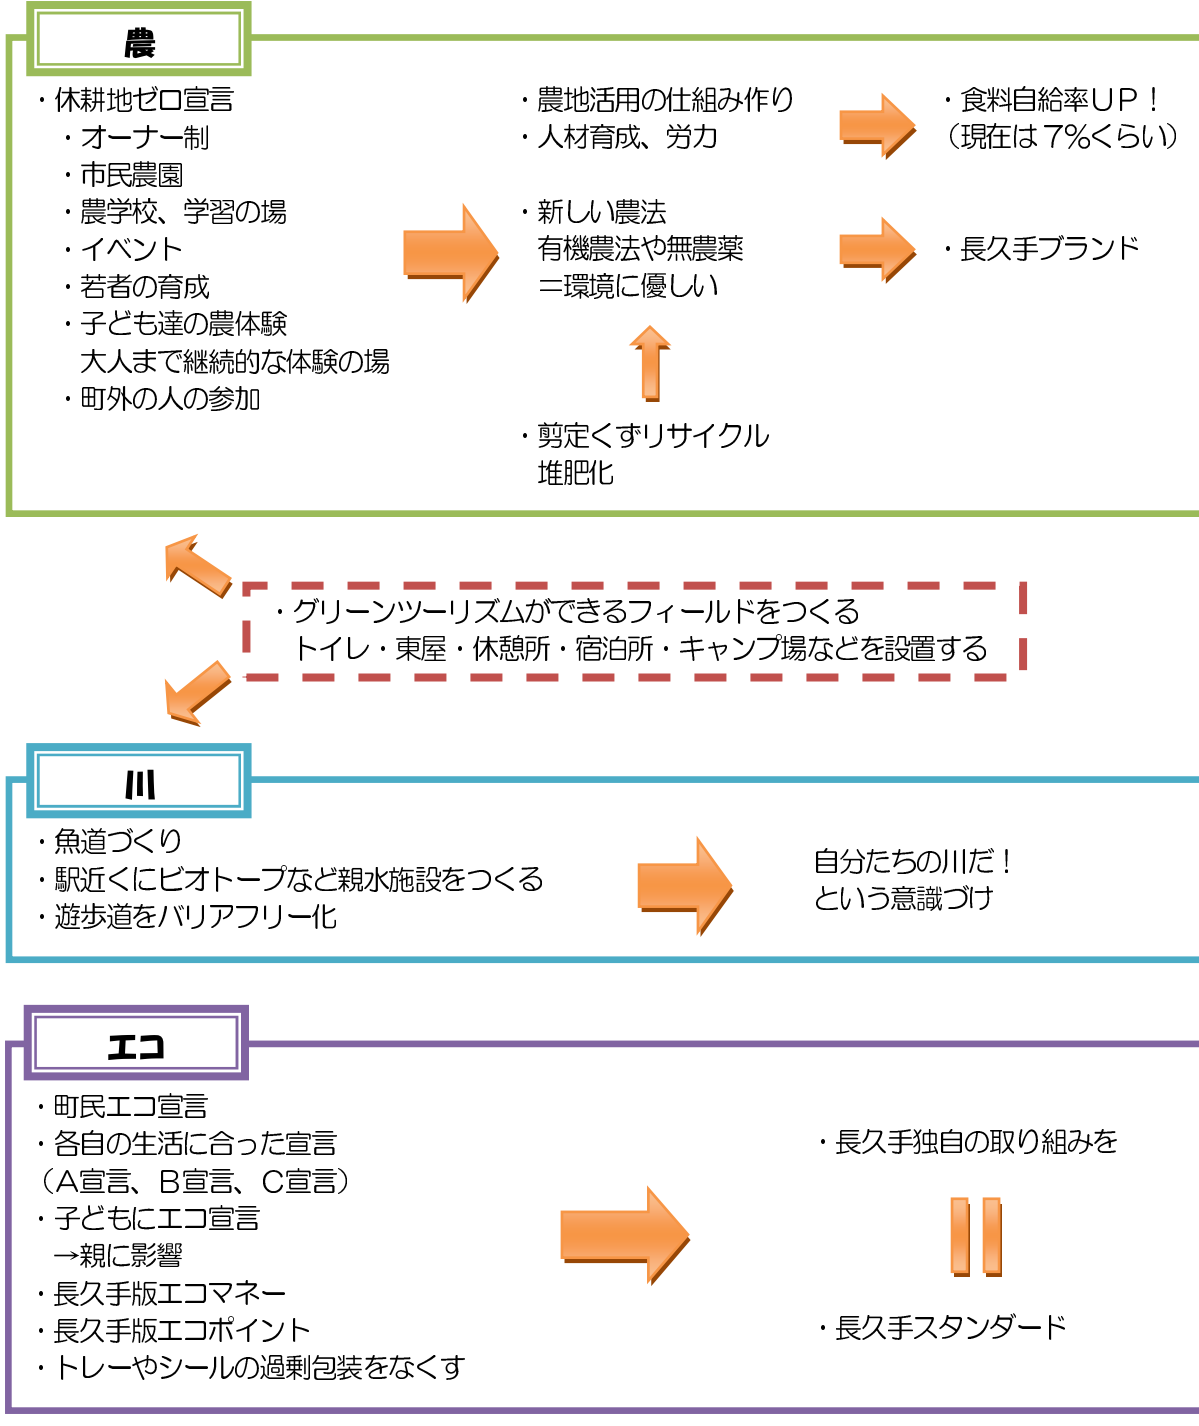 農
・休耕地ゼロ宣言
・オーナー制
・市民農園
・農学校、学習の場
・イベント
・若者の育成
・子ども達の農体験
大人まで継続的な体験の場
・町外の人の参加
・農地活用の仕組み作り
・人材育成、労力
・新しい農法
有機農法や無農薬
＝環境に優しい
・剪定くずリサイクル
堆肥化
・食料自給率ＵＰ！
（現在は７％くらい）
・長久手ブランド
・グリーンツーリズムができるフィールドをつくる
トイレ・東屋・休憩所・宿泊所・キャンプ場などを設置する
川
・魚道づくり
・駅近くにビオトープなど親水施設をつくる
・遊歩道をバリアフリー化
自分たちの川だ！
という意識づけ
エコ
・町民エコ宣言
・各自の生活に合った宣言
（Ａ宣言、Ｂ宣言、Ｃ宣言）
・子どもにエコ宣言
→親に影響
・長久手版エコマネー
・長久手版エコポイント
・トレーやシールの過剰包装をなくす
・長久手独自の取り組みを
・長久手スタンダード